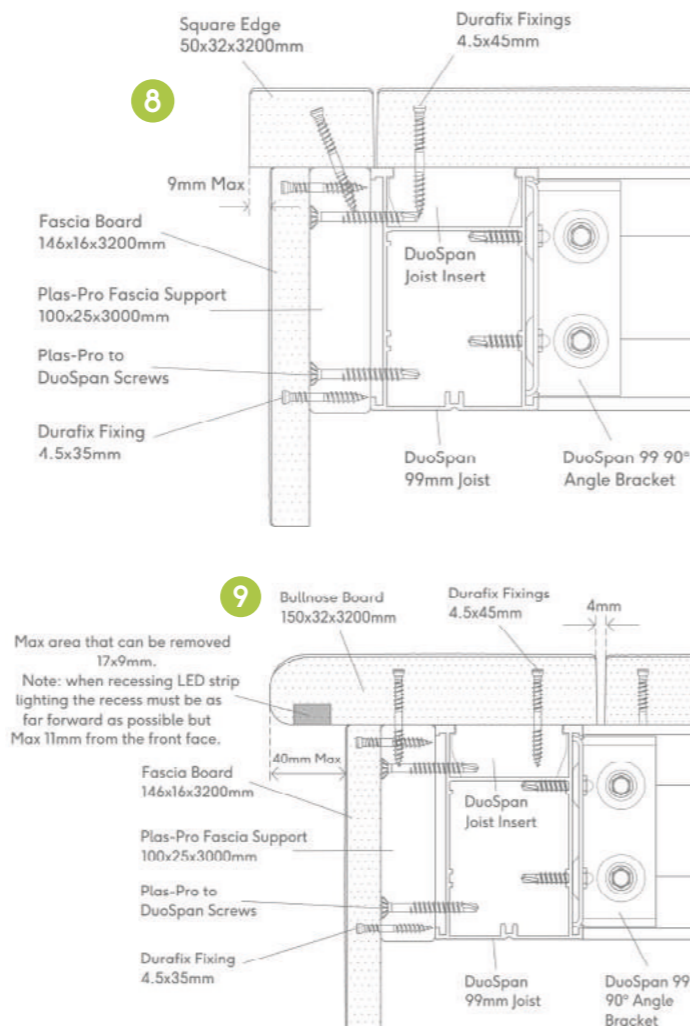 Square Edge
50x32x3200mm
Durafix Fixings
4.5x45mm
8
9mm Max
Fascia Board
146x16x3200mm
Plas-Pro Fascia Support
100x25x3000mm
Plas-Pro to
DuoSpan Screws
Durafix Fixing
4.5x35mm
DuoSpan
Joist Insert
DuoSpan
99mm Joist
DuoSpan 99 90°
Angle Bracket
9
Bullnose Board
150x32x3200mm
Durafix Fixings
4.5x45mm
4mm
Max area that can be removed
17x9mm.
Note: when recessing LED strip
lighting the recess must be as
far forward as possible but
Max 11mm from the front face.
40mm Max
Fascia Board
146x16x3200mm
Plas-Pro Fascia Support
100x25x3000mm
Plas-Pro to
DuoSpan Screws
Durafix Fixing
4.5x35mm
DuoSpan
Joist Insert
DuoSpan
99mm Joist
DuoSpan 99
90° Angle
Bracket